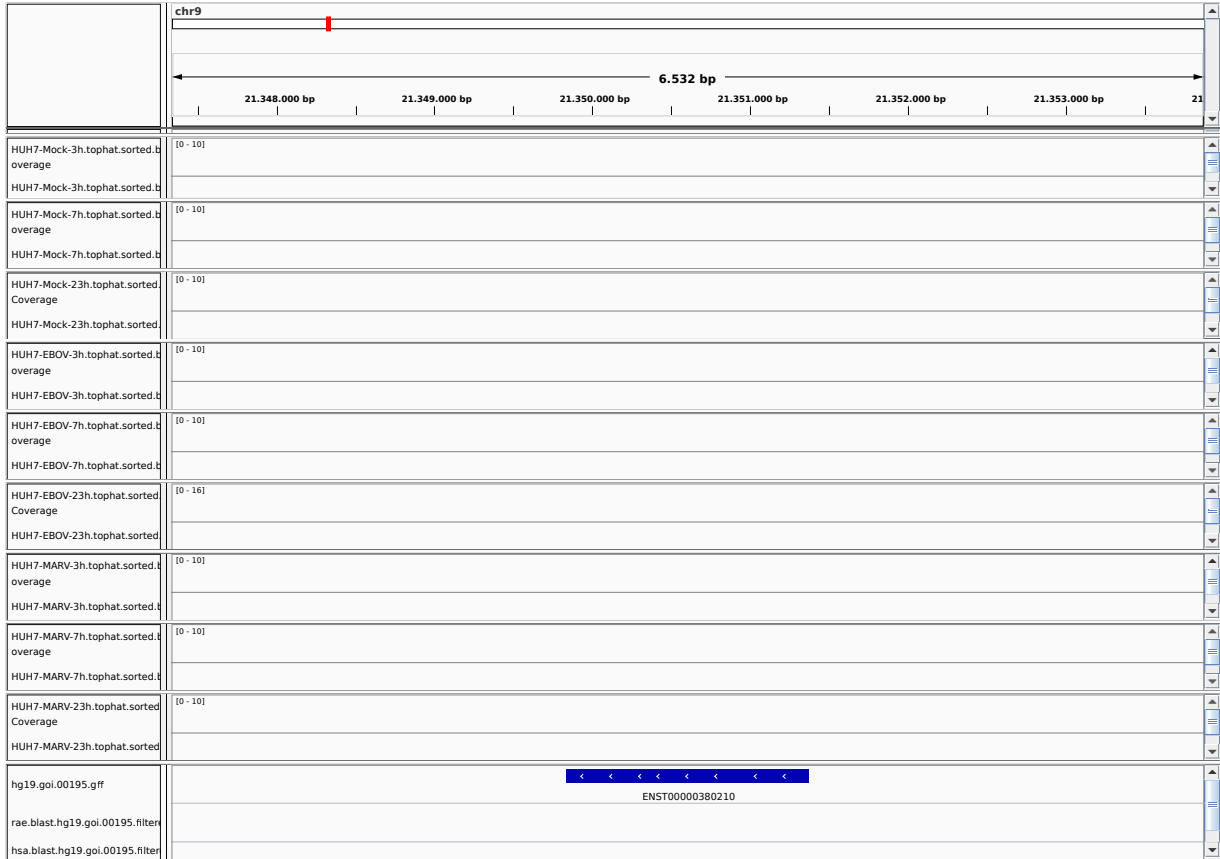 chr9
6.532 bp
21.348.000 bp 21.349.000 bp 21.350.000 bp 21.351.000 bp 21.352.000 bp 21.353.000 bp 21
HUH7-Mock-3h.tophat.sorted.b [0 - 10]
overage
HUH7-Mock-3h.tophat.sorted.b
HUH7-Mock-7h.tophat.sorted.b [0 - 10]
overage
HUH7-Mock-7h.tophat.sorted.b
HUH7-Mock-23h.tophat.sorted. [0 - 10]
Coverage
HUH7-Mock-23h.tophat.sorted.
HUH7-EBOV-3h.tophat.sorted.b [0 - 10]
overage
HUH7-EBOV-3h.tophat.sorted.b
HUH7-EBOV-7h.tophat.sorted.b [0 - 10]
overage
HUH7-EBOV-7h.tophat.sorted.b
HUH7-EBOV-23h.tophat.sorted. [0 - 16]
Coverage
HUH7-EBOV-23h.tophat.sorted.
HUH7-MARV-3h.tophat.sorted.b [0 - 10]
overage
HUH7-MARV-3h.tophat.sorted.b
HUH7-MARV-7h.tophat.sorted.b [0 - 10]
overage
HUH7-MARV-7h.tophat.sorted.b
HUH7-MARV-23h.tophat.sorted [0 - 10]
Coverage
HUH7-MARV-23h.tophat.sorted
hg19.goi.00195.gff
ENST00000380210
rae.blast.hg19.goi.00195.filtere
hsa.blast.hg19.goi.00195.filter